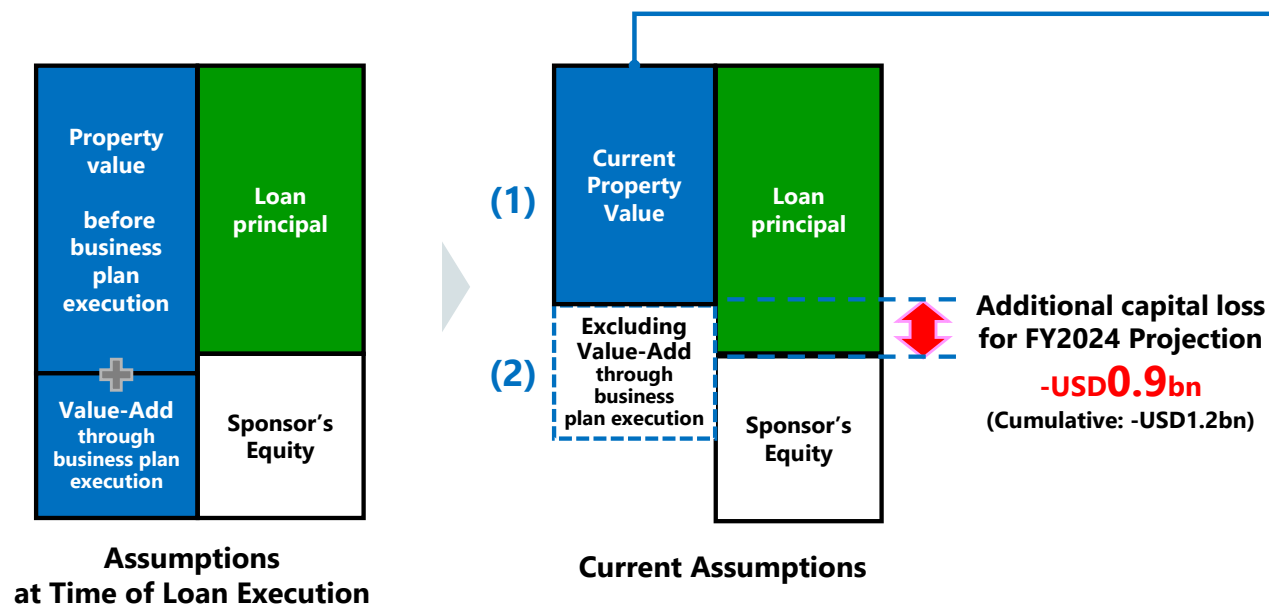 Property
value
before
business
plan
execution
Value-Add
through
business plan
execution
Loan
principal
Sponsor's
Equity
Assumptions
at Time of Loan Execution
(1)
Current
Property
Value
(2)
Excluding
Value-Add
through
business
plan execution
Loan
principal
Sponsor's
Equity
Current Assumptions
Additional capital loss
for FY2024 Projection
-USD0.9bn
(Cumulative: -USD1.2bn)